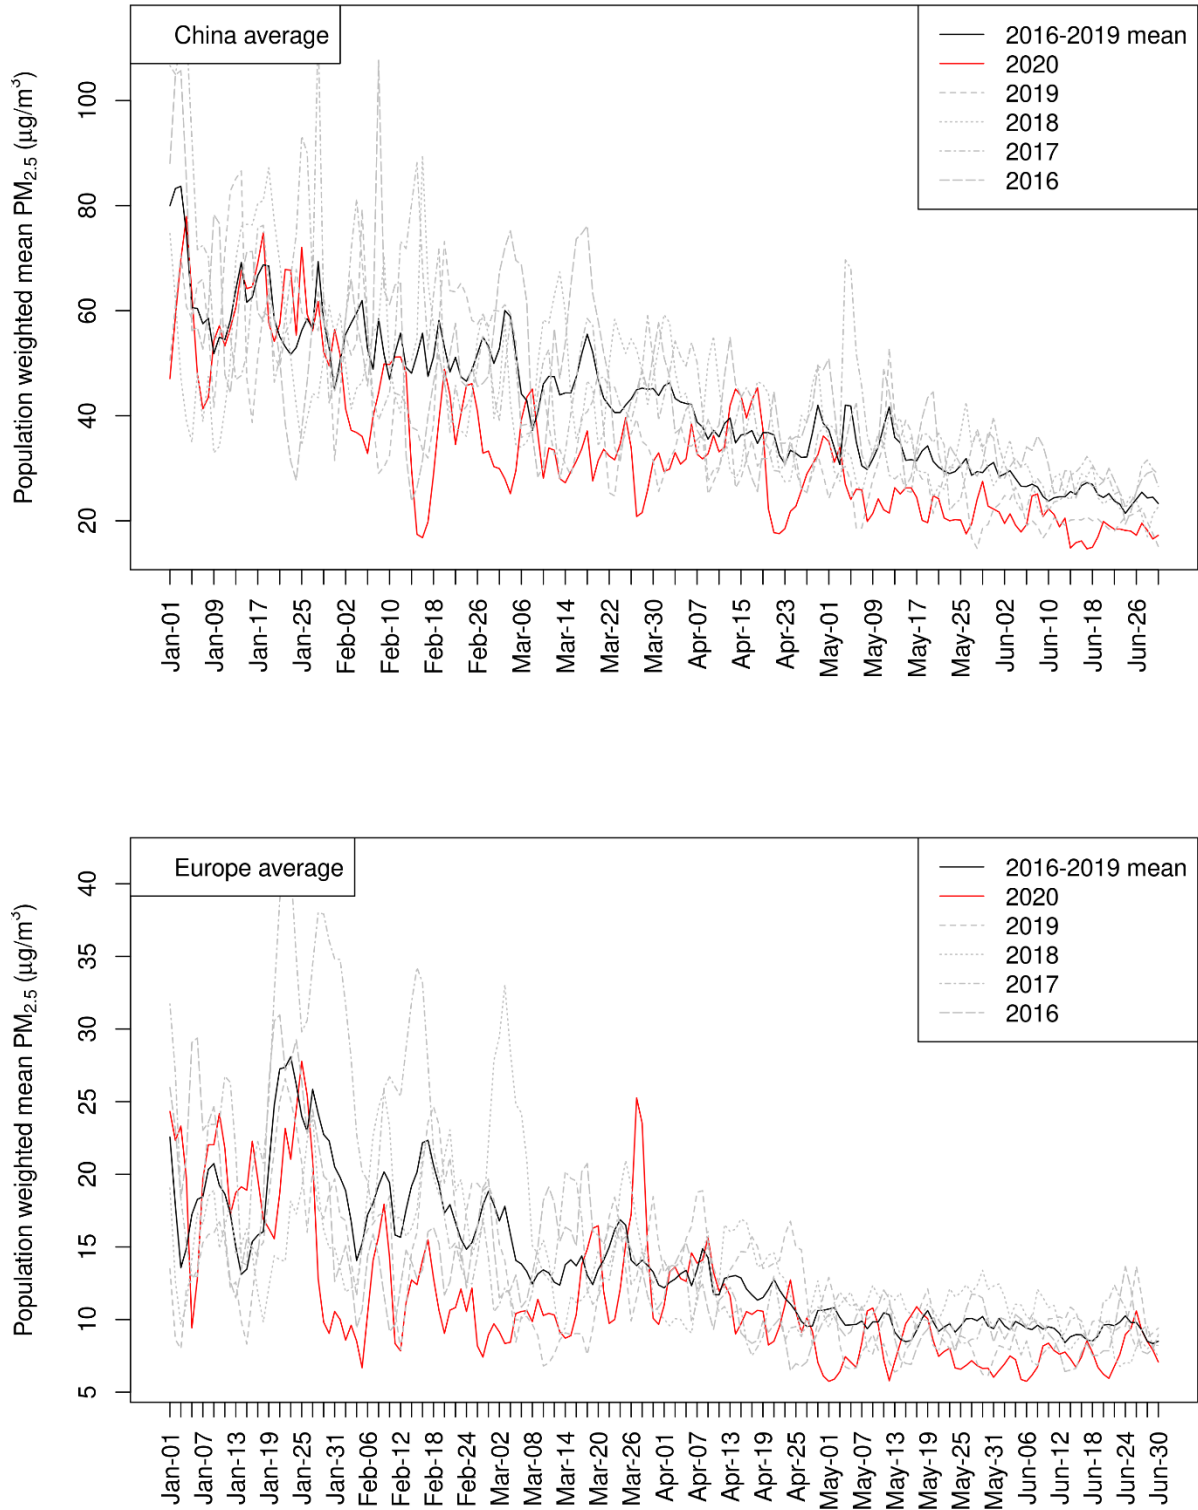 China average
2016-2019 mean
2020
2019
2018
2017
2016
Population weighted mean PM2.5 (μg/m³)
100
80
60
40
20
Jan-01 Jan-09 Jan-17 Jan-25 Feb-02 Feb-10 Feb-18 Feb-26 Mar-06 Mar-14 Mar-22 Mar-30 Apr-07 Apr-15 Apr-23 May-01 May-09 May-17 May-25 Jun-02 Jun-10 Jun-18 Jun-26
Europe average
2016-2019 mean
2020
2019
2018
2017
2016
Population weighted mean PM2.5 (μg/m³)
40
35
30
25
20
15
10
5
Jan-01 Jan-07 Jan-13 Jan-19 Jan-25 Jan-31 Feb-06 Feb-12 Feb-18 Feb-24 Mar-02 Mar-08 Mar-14 Mar-20 Mar-26 Apr-01 Apr-07 Apr-13 Apr-19 Apr-25 May-01 May-07 May-13 May-19 May-25 May-31 Jun-06 Jun-12 Jun-18 Jun-24 Jun-30